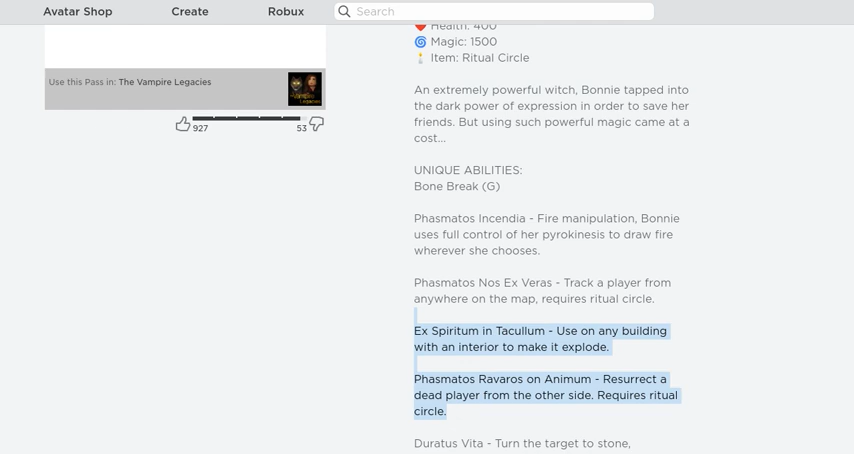 Avatar Shop
Create
Robux
Search
Health: 400
Magic: 1500
Item: Ritual Circle
Use this Pass in: The Vampire Legacies
The Vampire
Legacies
927
53
An extremely powerful witch, Bonnie tapped into
the dark power of expression in order to save her
friends. But using such powerful magic came at a
cost...
UNIQUE ABILITIES:
Bone Break (G)
Phasmatos Incendia - Fire manipulation, Bonnie
uses full control of her pyrokinesis to draw fire
wherever she chooses.
Phasmatos Nos Ex Veras - Track a player from
anywhere on the map, requires ritual circle.
Ex Spiritum in Tacullum - Use on any building
with an interior to make it explode.
Phasmatos Ravaros on Animum - Resurrect a
dead player from the other side. Requires ritual
circle.
Duratus Vita - Turn the target to stone,